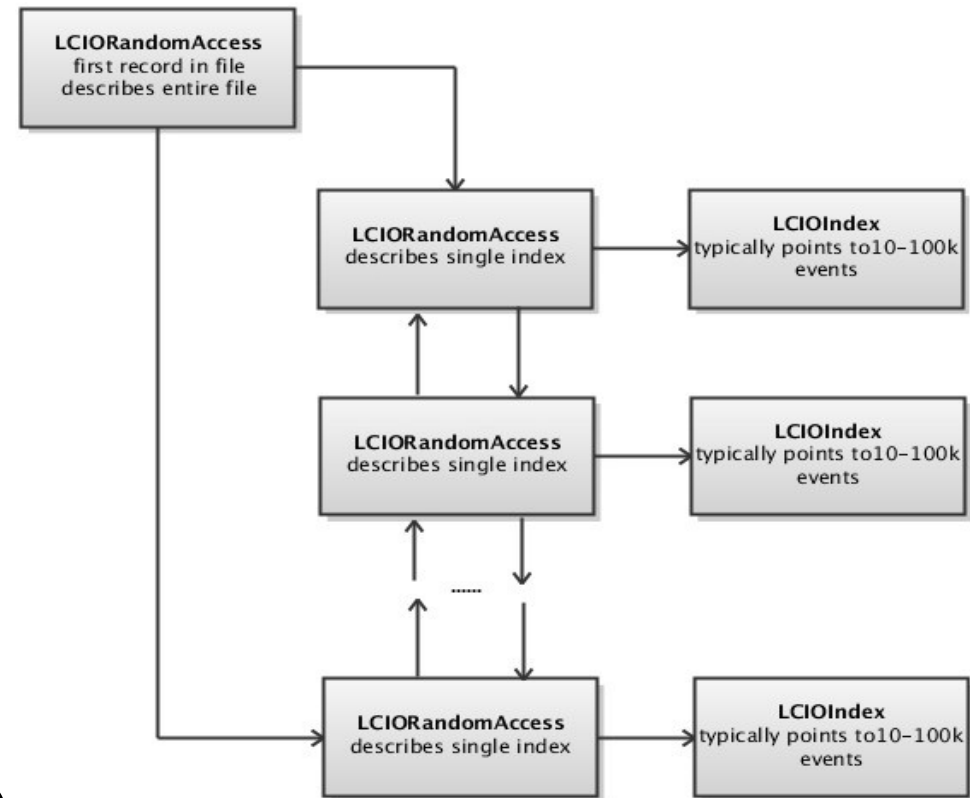 LCIORandomAccess
first record in file
describes entire file
LCIORandomAccess
describes single index
LCIOIndex
typically points to10-100k
events
LCIORandomAccess
describes single index
LCIOIndex
typically points to10-100k
events
......
LCIORandomAccess
describes single index
LCIOIndex
typically points to10-100k
events